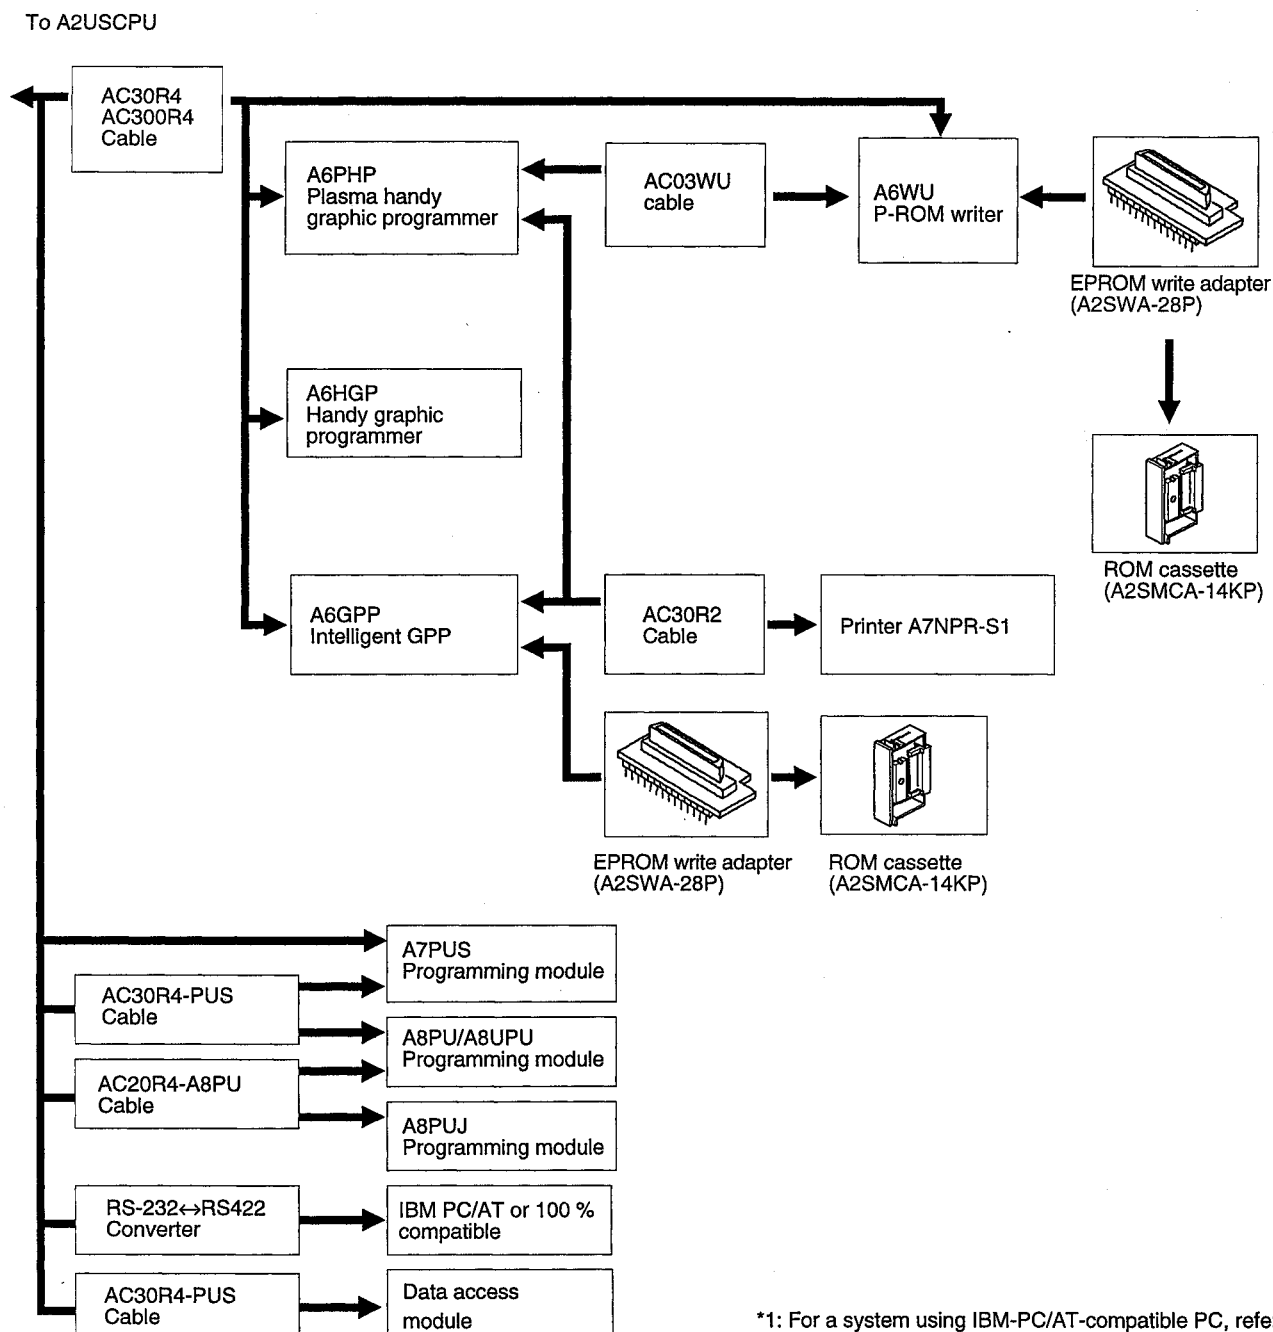 To A2USCPU
AC30R4
AC300R4
Cable
A6PHP
Plasma handy
graphic programmer
AC03WU
cable
A6WU
P-ROM writer
EPROM write adapter
(A2SWA-28P)
A6HGP
Handy graphic
programmer
ROM cassette
(A2SMCA-14KP)
A6GPP
Intelligent GPP
AC30R2
Cable
Printer A7NPR-S1
EPROM write adapter
(A2SWA-28P)
ROM cassette
(A2SMCA-14KP)
A7PUS
Programming module
AC30R4-PUS
Cable
A8PU/A8UPU
Programming module
AC20R4-A8PU
Cable
A8PUJ
Programming module
RS-232↔RS422
Converter
IBM PC/AT or 100 %
compatible
AC30R4-PUS
Cable
Data access
module
*1: For a system using IBM-PC/AT-compatible PC, refe